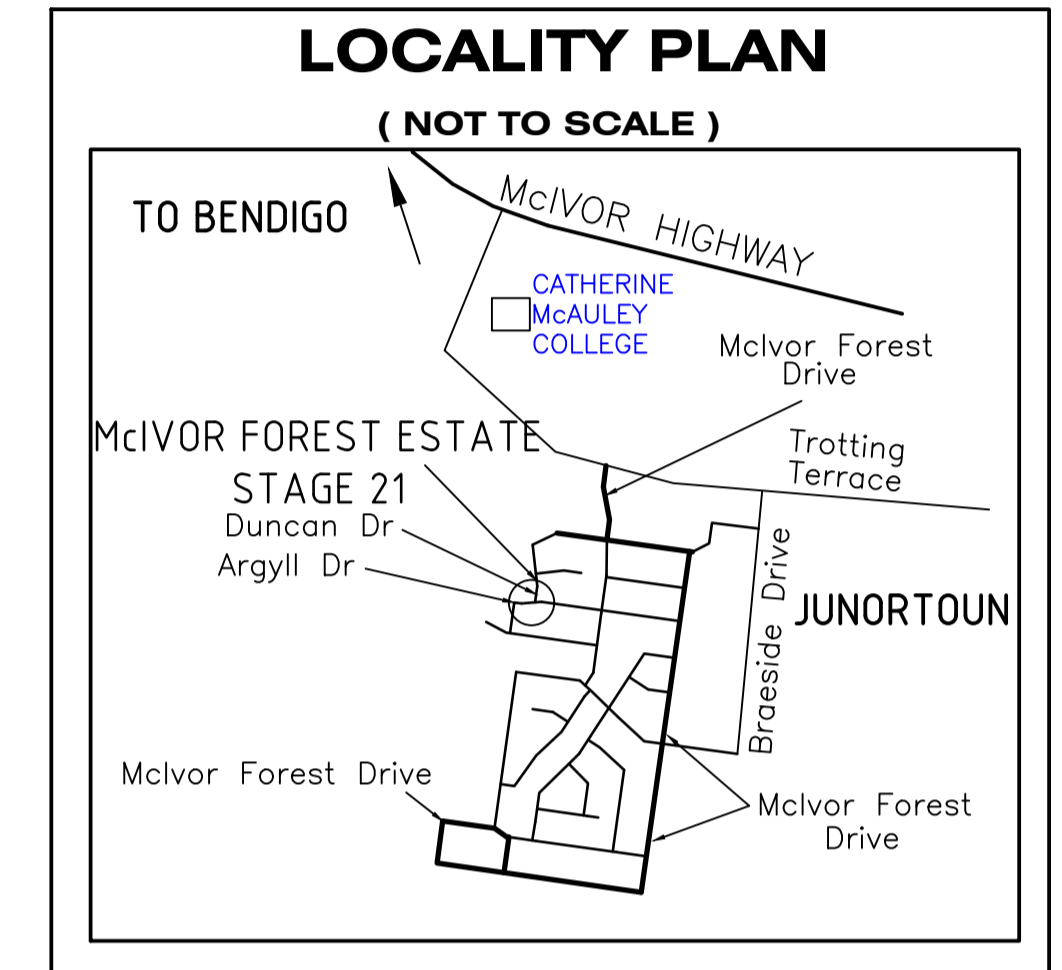 LOCALITY PLAN
( NOT TO SCALE )
TO BENDIGO
McIVOR HIGHWAY
CATHERINE
McAULEY
COLLEGE
McIvor Forest
Drive
McIVOR FOREST ESTATE
STAGE 21
Trotting
Terrace
Duncan Dr
Argyll Dr
Braeside Drive
JUNORTOUN
McIvor Forest Drive
McIvor Forest
Drive